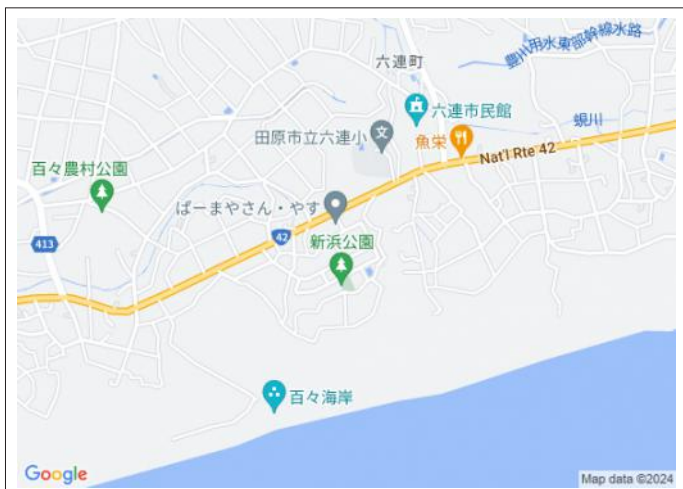 豊川用水東部幹線水路
六連町
六連市民館
蜆川
田原市立六連小
魚栄
Nat'l Rte 42
百々農村公園
ぱーまやさん・やす
42
413
新浜公園
百々海岸
Google
Map data ©2024